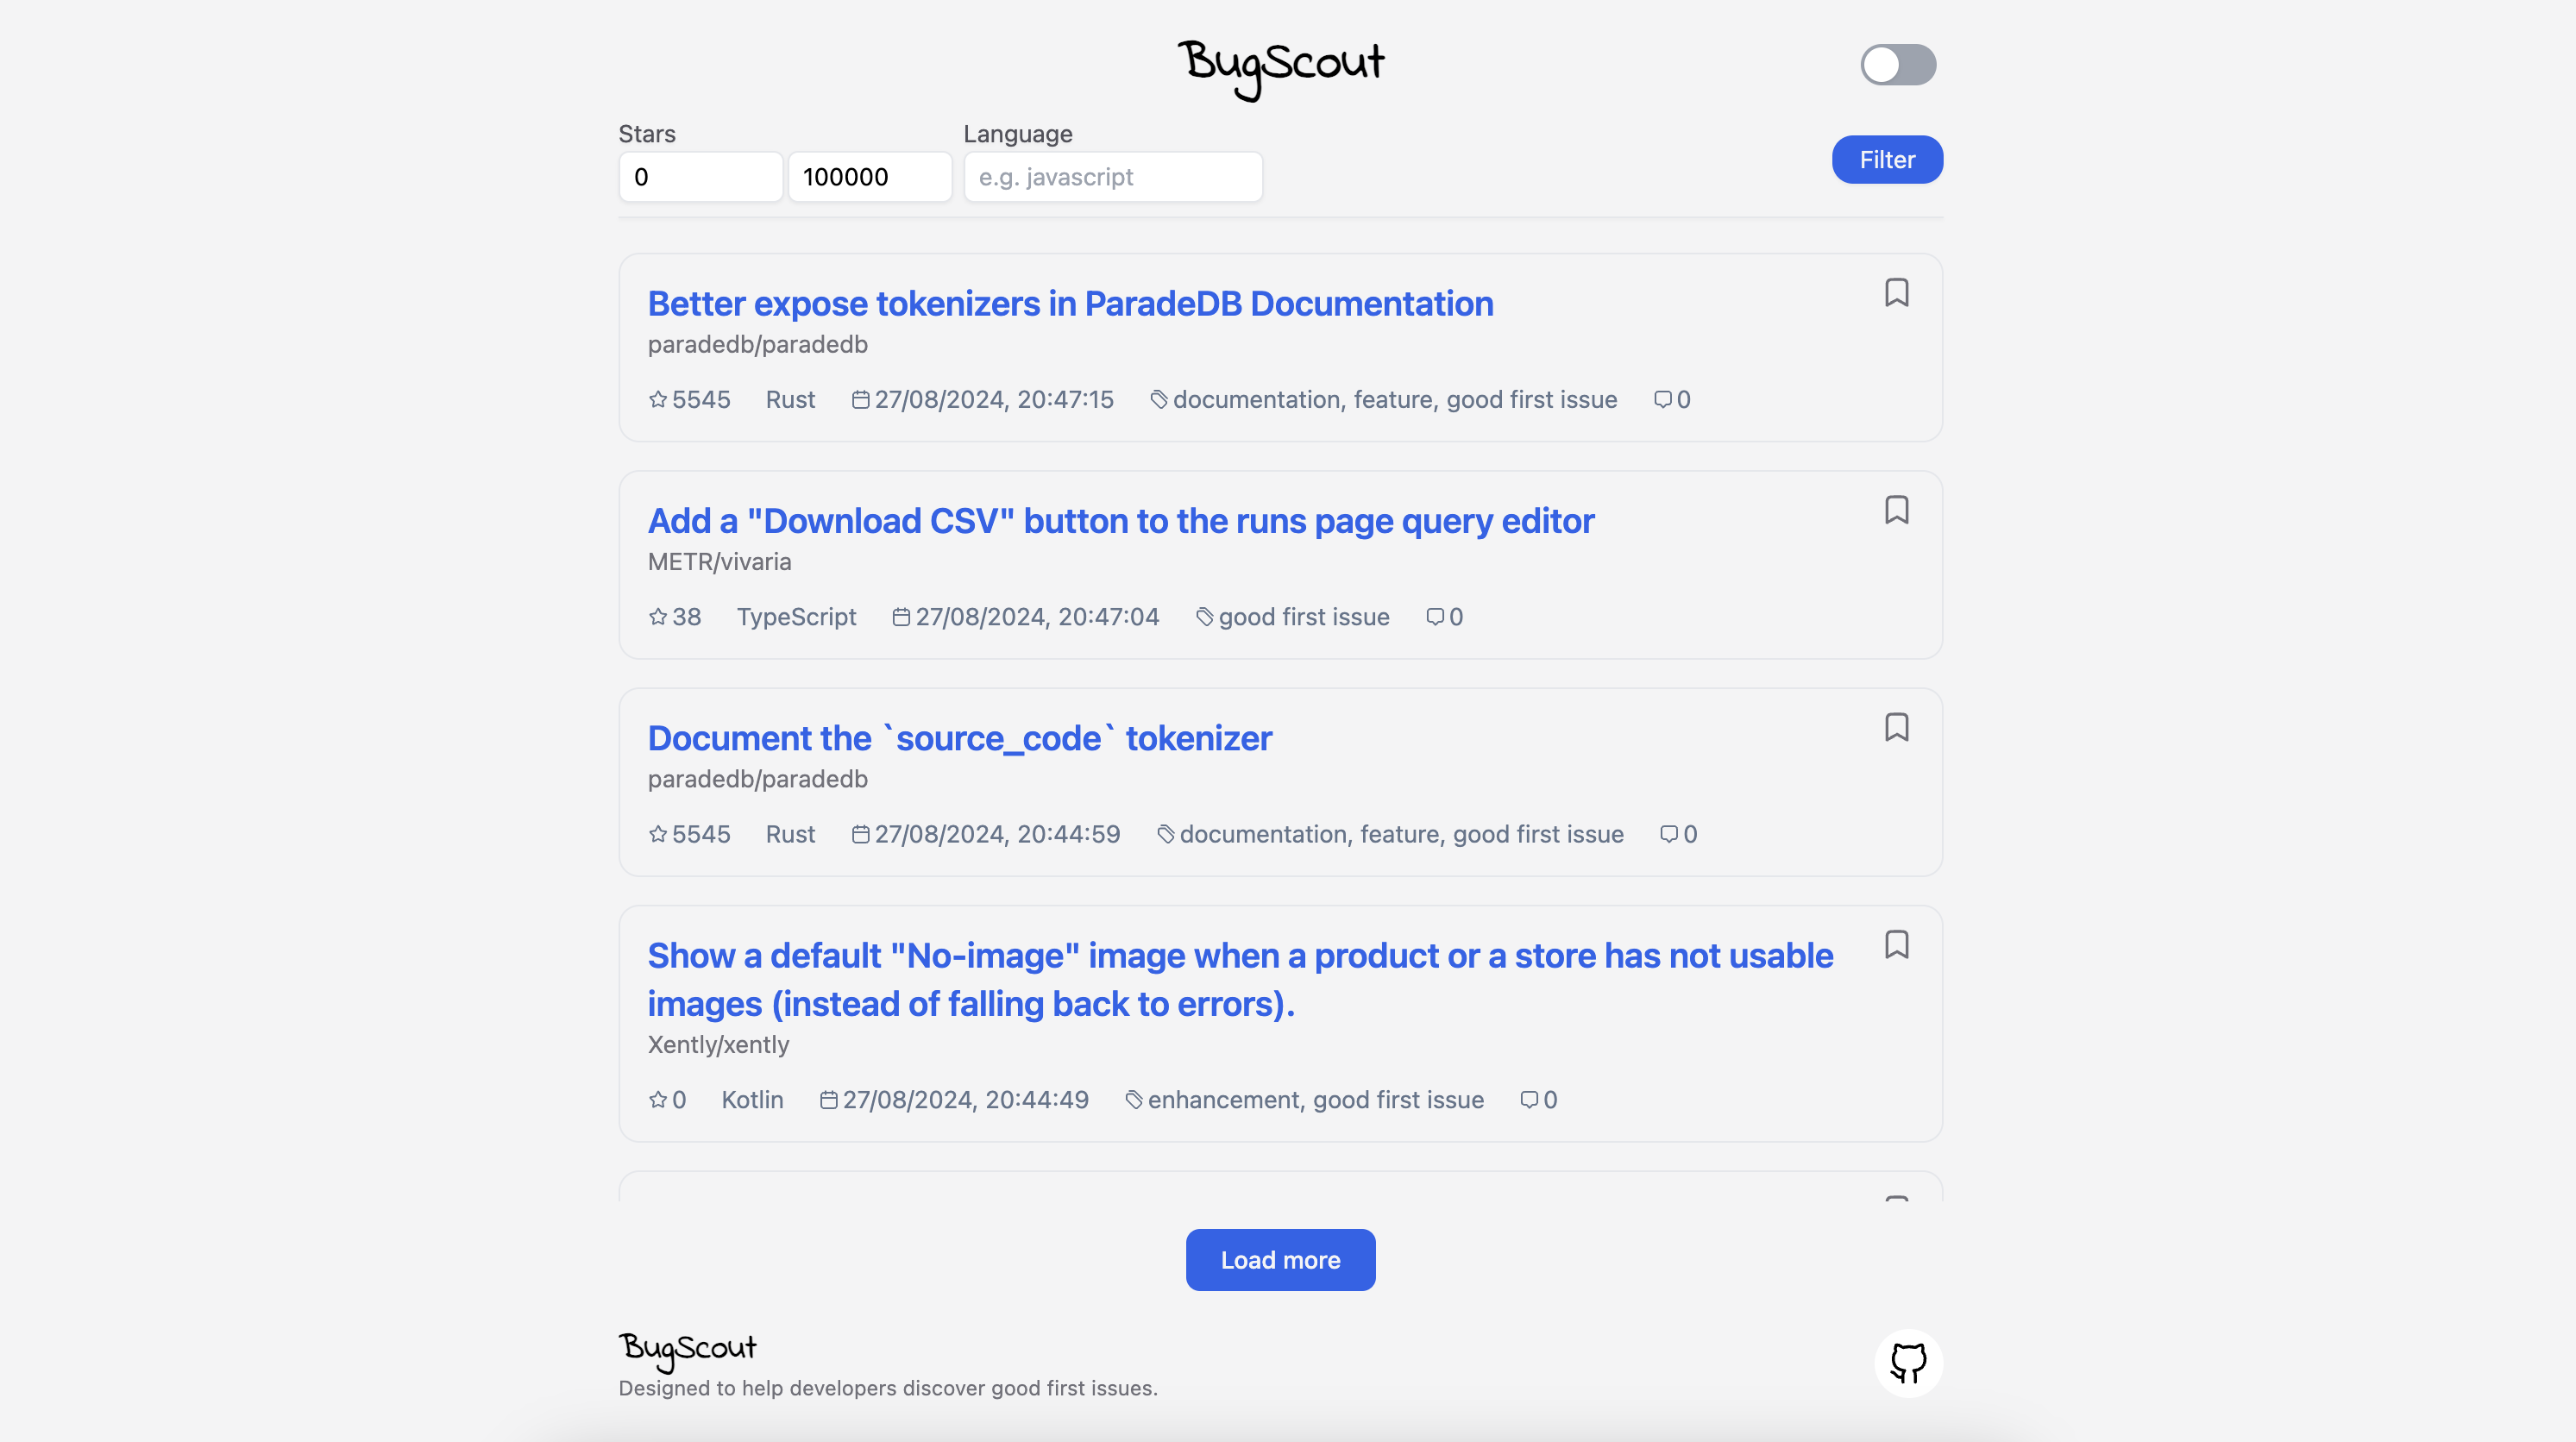 BugScout
Stars
Language
0
100000
e.g. javascript
Filter
Better expose tokenizers in ParadeDB Documentation
paradedb/paradedb
5545 Rust 27/08/2024, 20:47:15 documentation, feature, good first issue 0
Add a "Download CSV" button to the runs page query editor
METR/vivaria
38 TypeScript 27/08/2024, 20:47:04 good first issue 0
Document the `source_code` tokenizer
paradedb/paradedb
5545 Rust 27/08/2024, 20:44:59 documentation, feature, good first issue 0
Show a default "No-image" image when a product or a store has not usable
images (instead of falling back to errors).
Xently/xently
0 Kotlin 27/08/2024, 20:44:49 enhancement, good first issue 0
Load more
BugScout
Designed to help developers discover good first issues.